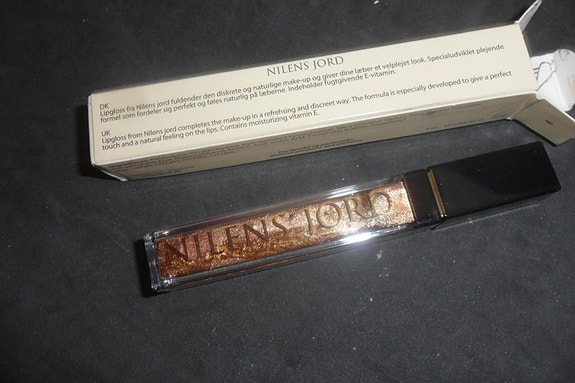 NILENS JORD
DK
Lipgloss fra Nilens jord fuldender den diskrete og naturlige make-up og giver dine læber et velplejet look. Specialudviklet plejende
formel som fordeler sig perfekt og føles naturlig på læberne. Indeholder fugtgivende E-vitamin.
UK
Lipgloss from Nilens jord completes the make-up in a refrehsing and discreet way. The formula is especially developed to give a perfect
touch and a natural feeling on the lips. Contains moisturizing vitamin E.
NILENS JORD